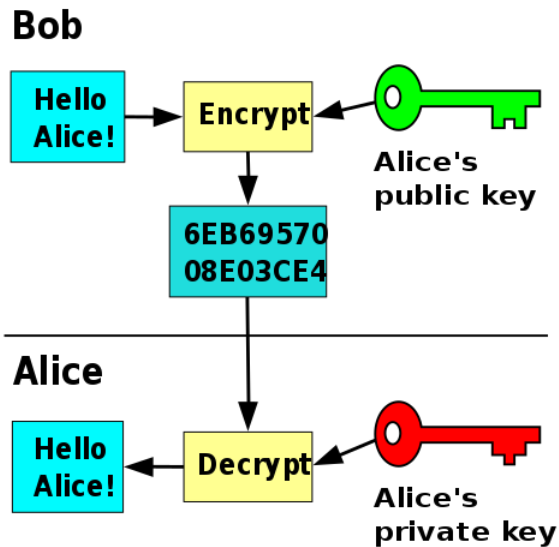 Bob
Hello
Alice!
Encrypt
Alice's
public key
6EB69570
08E03CE4
Alice
Hello
Alice!
Decrypt
Alice's
private key